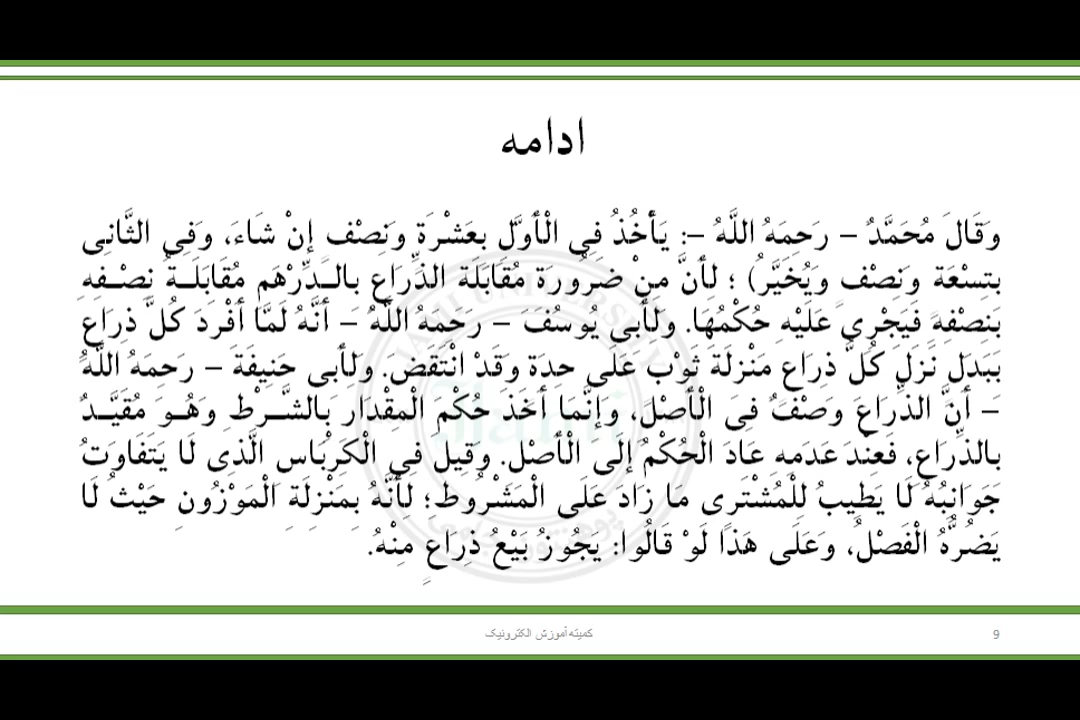 ادامه
وَقَالَ مُحَمَّدٌ – رَحِمَهُ اللَّهُ –: يَأْخُذُ فِي الْأَوَّلِ بِعَشْرَةٍ وَنِصْفٍ إنْ شَاءَ، وَفِي الثَّانِي
بِتِسْعَةٍ وَنِصْفٍ وَيُخَيَّرُ) ؛ لِأَنَّ مِنْ ضَرُورَةِ مُقَابَلَةِ الذِّرَاعِ بِالدِّرْهَمِ مُقَابَلَةُ نِصْفِهِ
بِنِصْفِهِ فَيَجْرِي عَلَيْهِ حُكْمُهَا. وَلِأَبِي يُوسُفَ – رَحِمَهُ اللَّهُ – أَنَّهُ لَمَّا أَفْرَدَ كُلَّ ذِرَاعٍ
بِبَدَلٍ نَزَلَ كُلُّ ذِرَاعٍ مَنْزِلَةَ ثَوْبٍ عَلَى حِدَةٍ وَقَدْ انْتَقَضَ. وَلِأَبِي حَنِيفَةَ – رَحِمَهُ اللَّهُ
– أَنَّ الذِّرَاعَ وَصْفٌ فِي الْأَصْلِ، وَإِنَّمَا أَخَذَ حُكْمَ الْمِقْدَارِ بِالشَّرْطِ وَهُوَ مُقَيَّدٌ
بِالذِّرَاعِ، فَعِنْدَ عَدَمِهِ عَادَ الْحُكْمُ إلَى الْأَصْلِ. وَقِيلَ فِي الْكِرْبَاسِ الَّذِي لَا يَتَفَاوَتُ
جَوَانِبُهُ لَا يَطِيبُ لِلْمُشْتَرِي مَا زَادَ عَلَى الْمَشْرُوطِ؛ لِأَنَّهُ بِمَنْزِلَةِ الْمَوْزُونِ حَيْثُ لَا
يَضُرُّهُ الْفَصْلُ، وَعَلَى هَذَا لَوْ قَالُوا: يَجُوزُ بَيْعُ ذِرَاعٍ مِنْهُ.
کمیته آموزش الکترونیک
9